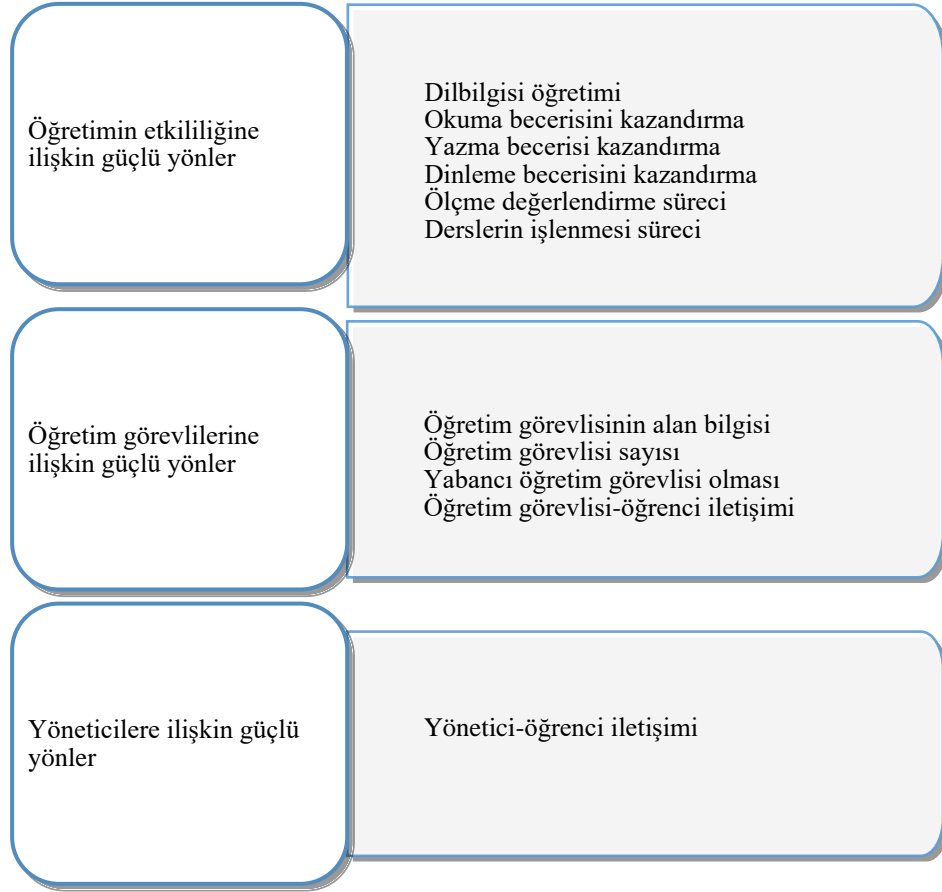 Öğretimin etkililiğine
ilişkin güçlü yönler
Dilbilgisi öğretimi
Okuma becerisini kazandırma
Yazma becerisi kazandırma
Dinleme becerisini kazandırma
Ölçme değerlendirme süreci
Derslerin işlenmesi süreci
Öğretim görevlilerine
ilişkin güçlü yönler
Öğretim görevlisinin alan bilgisi
Öğretim görevlisi sayısı
Yabancı öğretim görevlisi olması
Öğretim görevlisi-öğrenci iletişimi
Yöneticilere ilişkin güçlü
yönler
Yönetici-öğrenci iletişimi